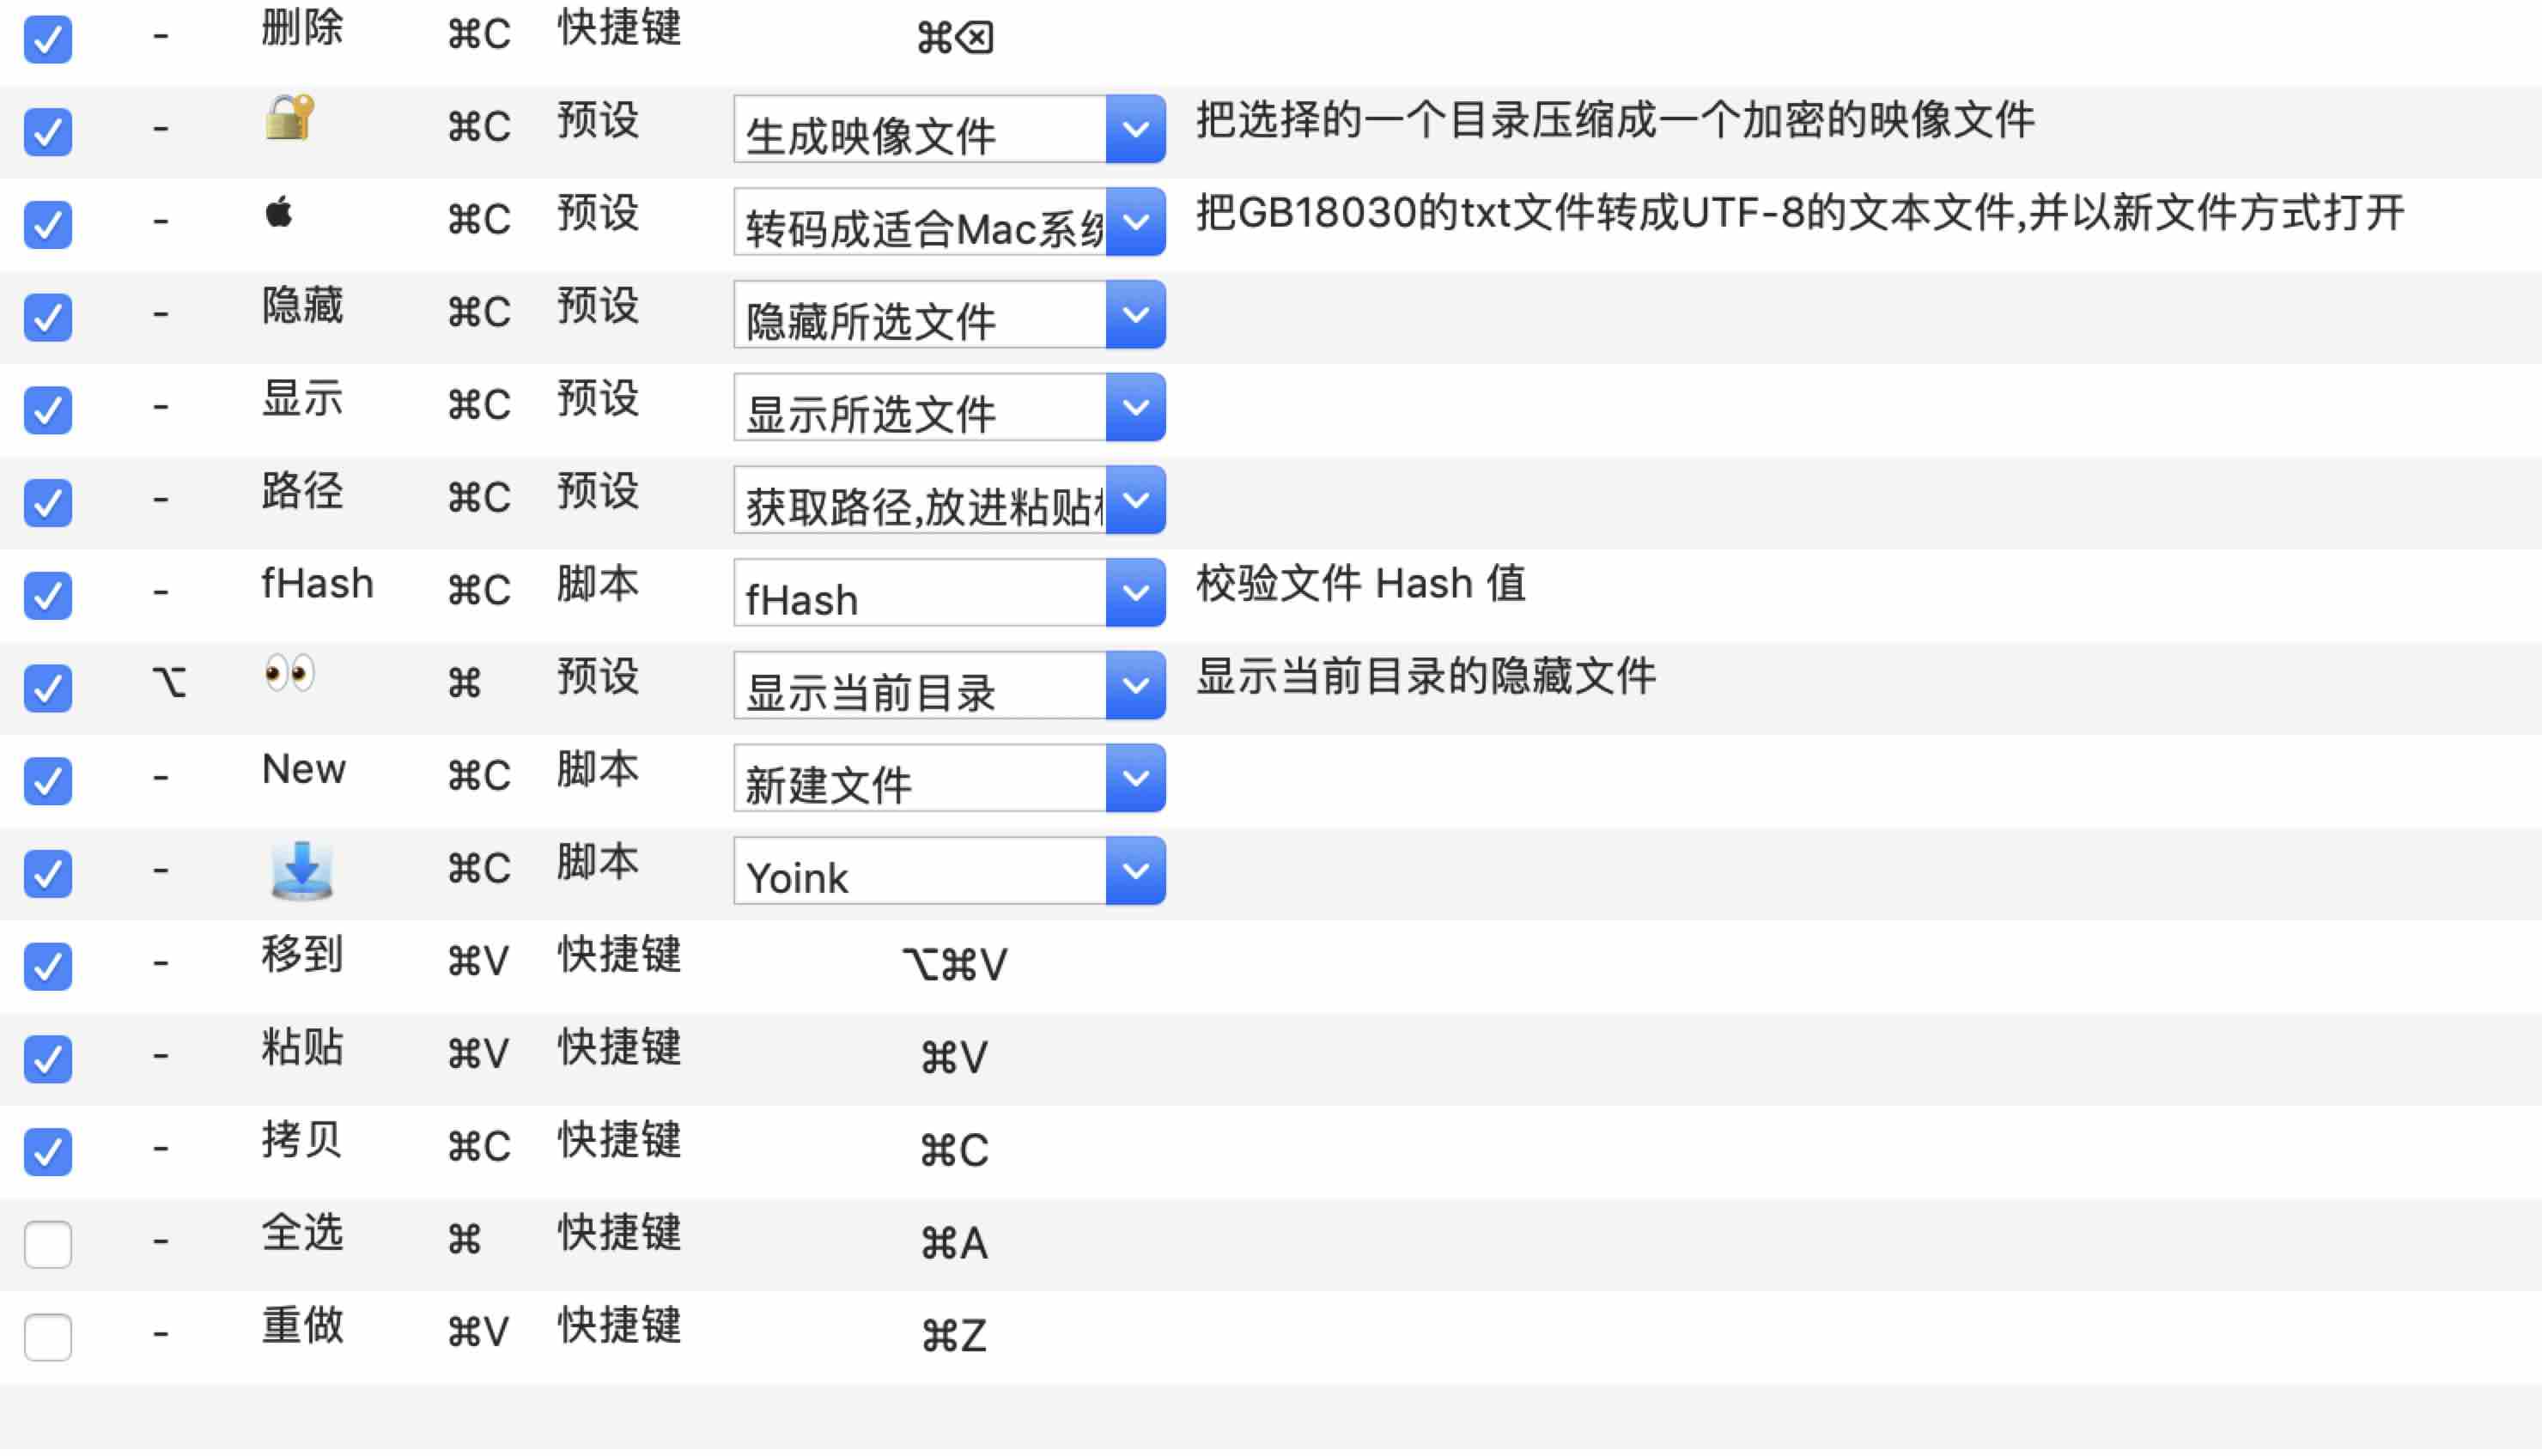 - 删除 ⌘C 快捷键 ⌘⌫
- 🔐 ⌘C 预设 生成映像文件 把选择的一个目录压缩成一个加密的映像文件
-  ⌘C 预设 转码成适合Mac系统 把GB18030的txt文件转成UTF-8的文本文件,并以新文件方式打开
- 隐藏 ⌘C 预设 隐藏所选文件
- 显示 ⌘C 预设 显示所选文件
- 路径 ⌘C 预设 获取路径,放进粘贴
- fHash ⌘C 脚本 fHash 校验文件 Hash 值
⌥ 👀 ⌘ 预设 显示当前目录 显示当前目录的隐藏文件
- New ⌘C 脚本 新建文件
- ⌘C 脚本 Yoink
- 移到 ⌘V 快捷键 ⌥⌘V
- 粘贴 ⌘V 快捷键 ⌘V
- 拷贝 ⌘C 快捷键 ⌘C
- 全选 ⌘ 快捷键 ⌘A
- 重做 ⌘V 快捷键 ⌘Z